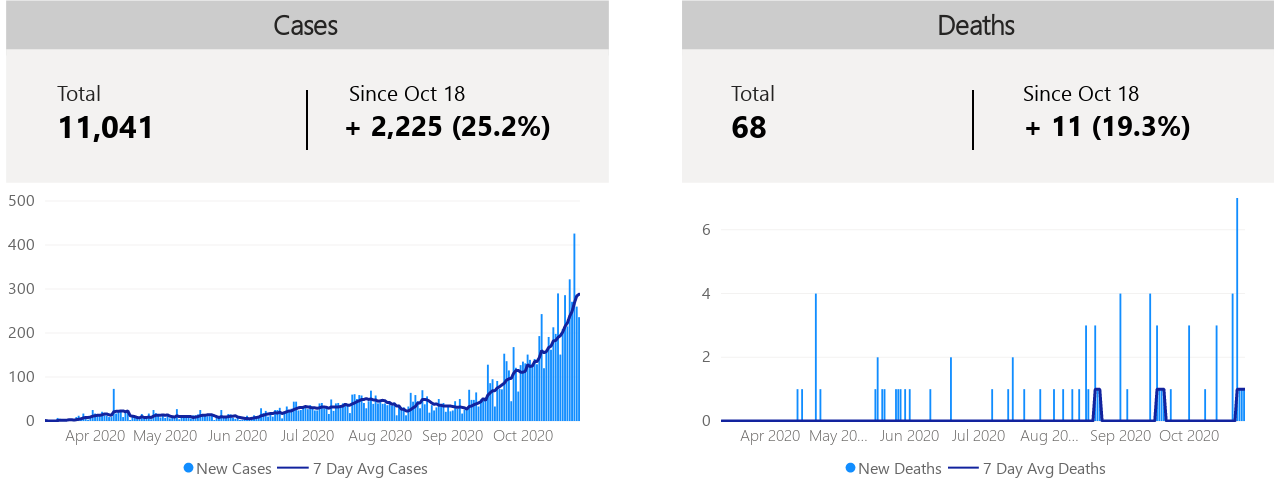 Cases
Total
Since Oct 18
11,041
+ 2,225 (25.2%)
500
400
300
200
100
0
Apr 2020 May 2020 Jun 2020 Jul 2020 Aug 2020 Sep 2020 Oct 2020
New Cases 7 Day Avg Cases
Deaths
Total
Since Oct 18
68
+ 11 (19.3%)
6
4
2
0
Apr 2020 May 20... Jun 2020 Jul 2020 Aug 20... Sep 2020 Oct 2020
New Deaths 7 Day Avg Deaths